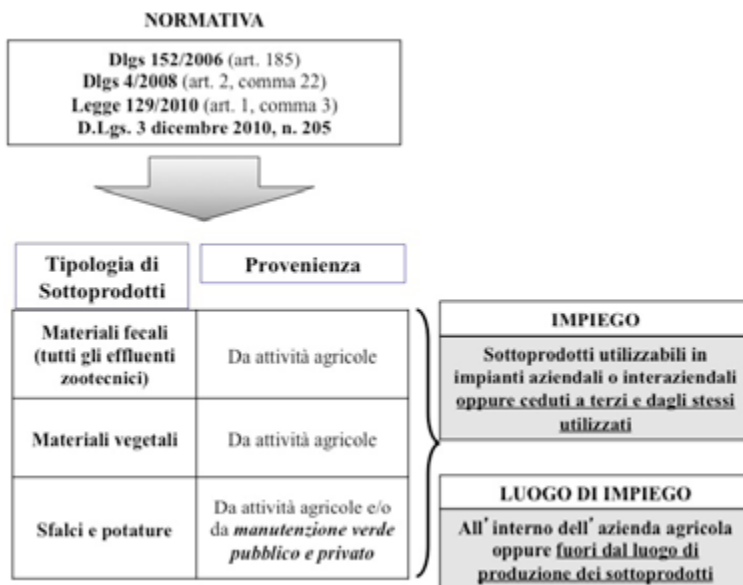 NORMATIVA
Dlgs 152/2006 (art. 185)
Dlgs 4/2008 (art. 2, comma 22)
Legge 129/2010 (art. 1, comma 3)
D.Lgs. 3 dicembre 2010, n. 205
Tipologia di
Sottoprodotti
Provenienza
Materiali fecali
(tutti gli effluenti
zootecnici)
Da attività agricole
Materiali vegetali
Da attività agricole
Sfalci e potature
Da attività agricole e/o
da manutenzione verde
pubblico e privato
IMPIEGO
Sottoprodotti utilizzabili in
impianti aziendali o interaziendali
oppure ceduti a terzi e dagli stessi
utilizzati
LUOGO DI IMPIEGO
All' interno dell' azienda agricola
oppure fuori dal luogo di
produzione dei sottoprodotti